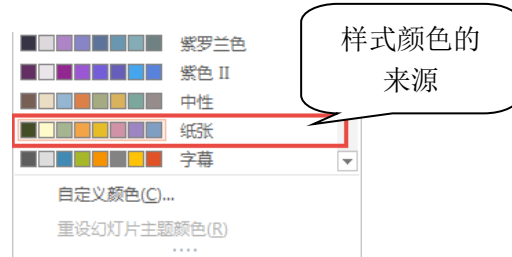 紫罗兰色
样式颜色的
来源
紫色 II
中性
纸张
字幕
自定义颜色(C)...
重设幻灯片主题颜色(R)